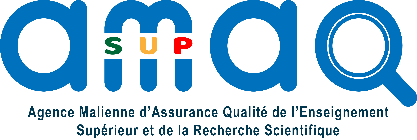 amaQ
SUP
Agence Malienne d'Assurance Qualité de l'Enseignement
Supérieur et de la Recherche Scientifique